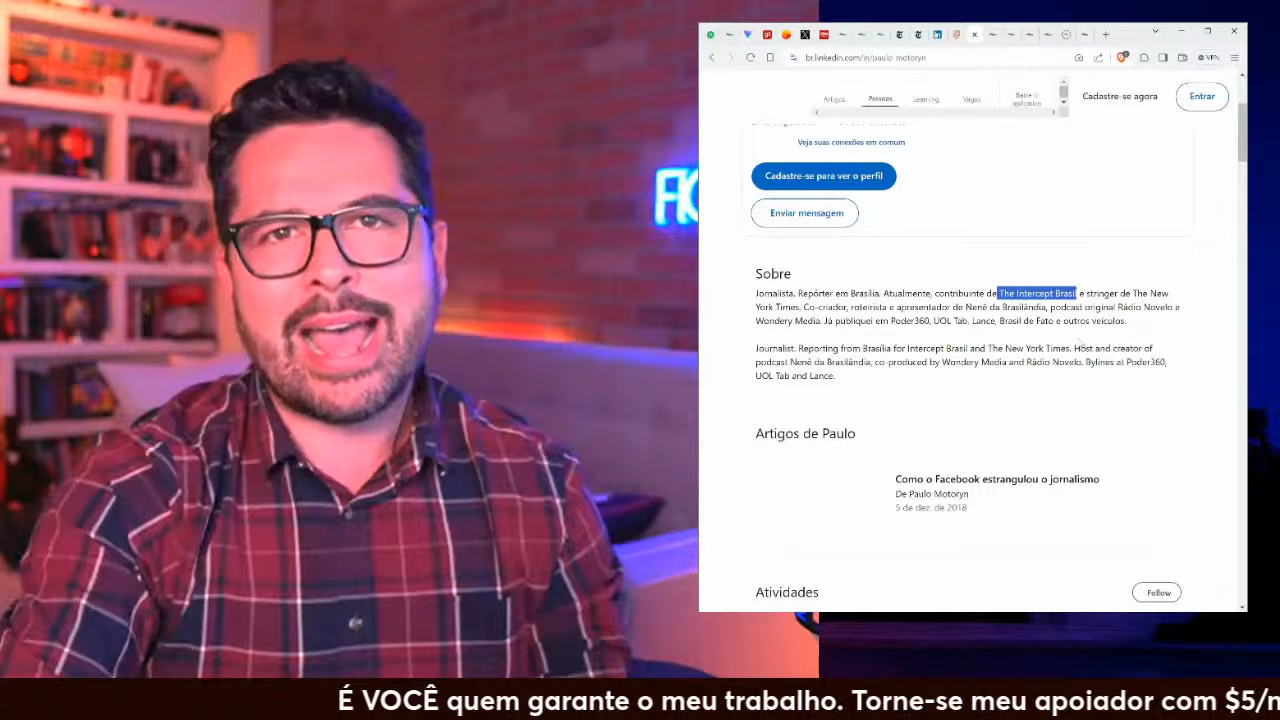 br.linkedin.com/in/paulo-motoryn
VPN
Artigos
Pessoas
Learning
Vagas
Baixe o
aplicativo
Cadastre-se agora
Entrar
Veja suas conexões em comum
Cadastre-se para ver o perfil
Enviar mensagem
Sobre
Jornalista. Repórter em Brasília. Atualmente, contribuinte de The Intercept Brasil e stringer de The New
York Times. Co-criador, roteirista e apresentador de Nenê da Brasilândia, podcast original Rádio Novelo e
Wondery Media. Já publiquei em Poder360, UOL Tab, Lance, Brasil de Fato e outros veículos.
Journalist. Reporting from Brasília for Intercept Brasil and The New York Times. Host and creator of
podcast Nenê da Brasilândia, co-produced by Wondery Media and Rádio Novelo. Bylines at Poder360,
UOL Tab and Lance.
Artigos de Paulo
Como o Facebook estrangulou o jornalismo
De Paulo Motoryn
5 de dez. de 2018
Atividades
Follow
É VOCÊ quem garante o meu trabalho. Torne-se meu apoiador com $5/